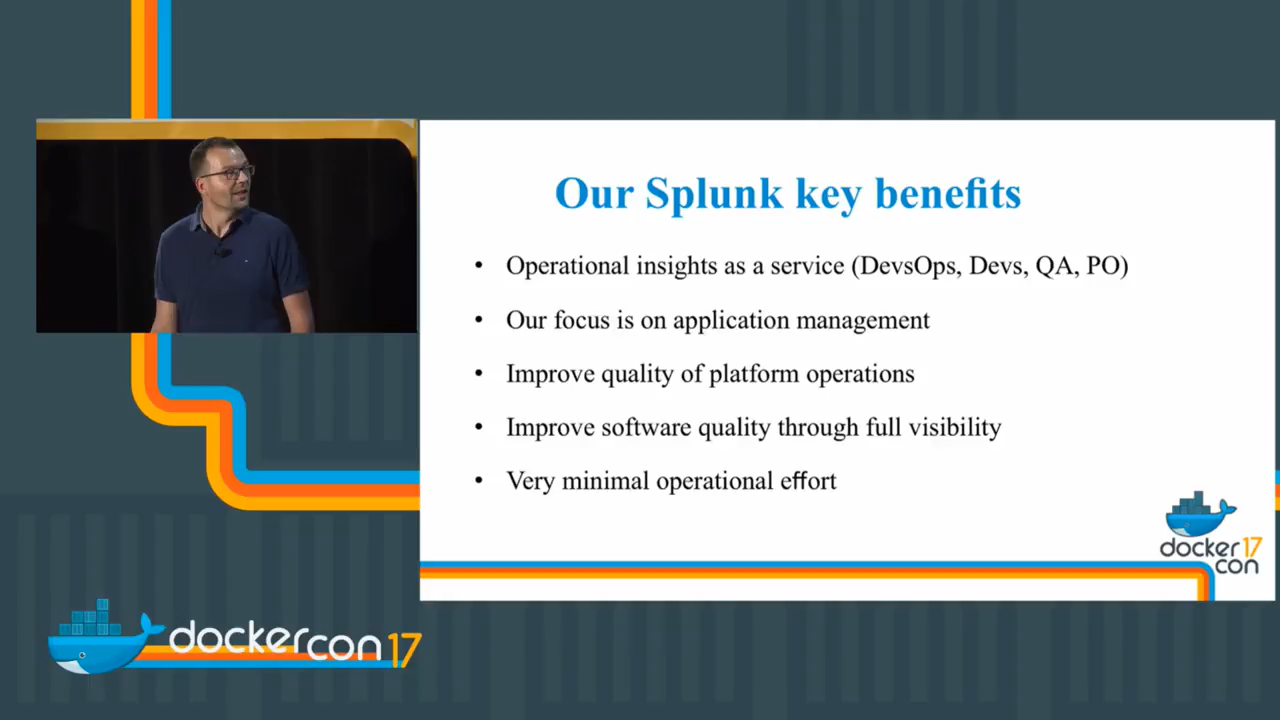 Our Splunk key benefits
• Operational insights as a service (DevsOps, Devs, QA, PO)
• Our focus is on application management
• Improve quality of platform operations
• Improve software quality through full visibility
• Very minimal operational effort
docker 17
con
dockercon 17